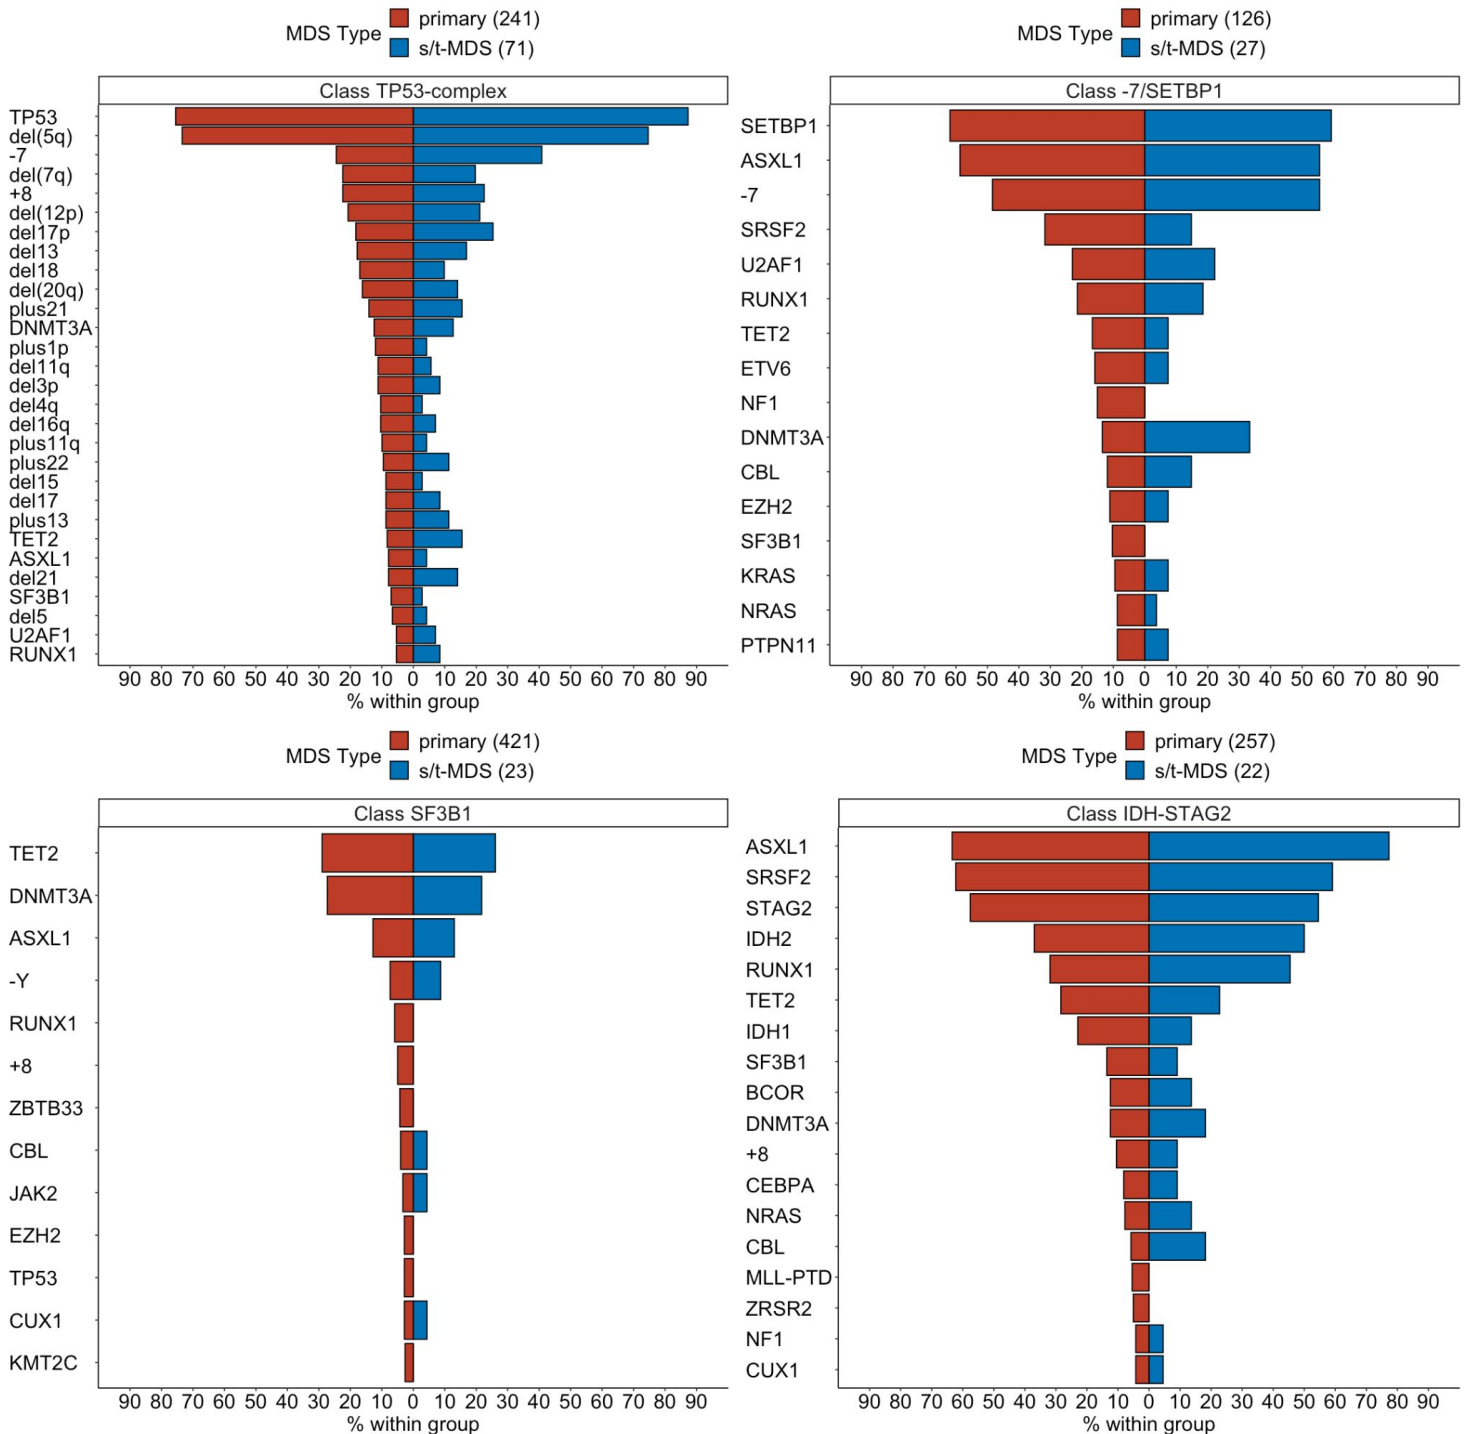 MDS Type
primary (241)
s/t-MDS (71)
Class TP53-complex
TP53
del(5q)
-7
del(7q)
+8
del(12p)
del17p
del13
del18
del(20q)
plus21
DNMT3A
plus1p
del11q
del3p
del4q
del16q
plus11q
plus22
del15
del17
plus13
TET2
ASXL1
del21
SF3B1
del5
U2AF1
RUNX1
90 80 70 60 50 40 30 20 10 0 10 20 30 40 50 60 70 80 90
% within group
MDS Type
primary (126)
s/t-MDS (27)
Class -7/SETBP1
SETBP1
ASXL1
-7
SRSF2
U2AF1
RUNX1
TET2
ETV6
NF1
DNMT3A
CBL
EZH2
SF3B1
KRAS
NRAS
PTPN11
90 80 70 60 50 40 30 20 10 0 10 20 30 40 50 60 70 80 90
% within group
MDS Type
primary (421)
s/t-MDS (23)
Class SF3B1
TET2
DNMT3A
ASXL1
-Y
RUNX1
+8
ZBTB33
CBL
JAK2
EZH2
TP53
CUX1
KMT2C
90 80 70 60 50 40 30 20 10 0 10 20 30 40 50 60 70 80 90
% within group
MDS Type
primary (257)
s/t-MDS (22)
Class IDH-STAG2
ASXL1
SRSF2
STAG2
IDH2
RUNX1
TET2
IDH1
SF3B1
BCOR
DNMT3A
+8
CEBPA
NRAS
CBL
MLL-PTD
ZRSR2
NF1
CUX1
90 80 70 60 50 40 30 20 10 0 10 20 30 40 50 60 70 80 90
% within group